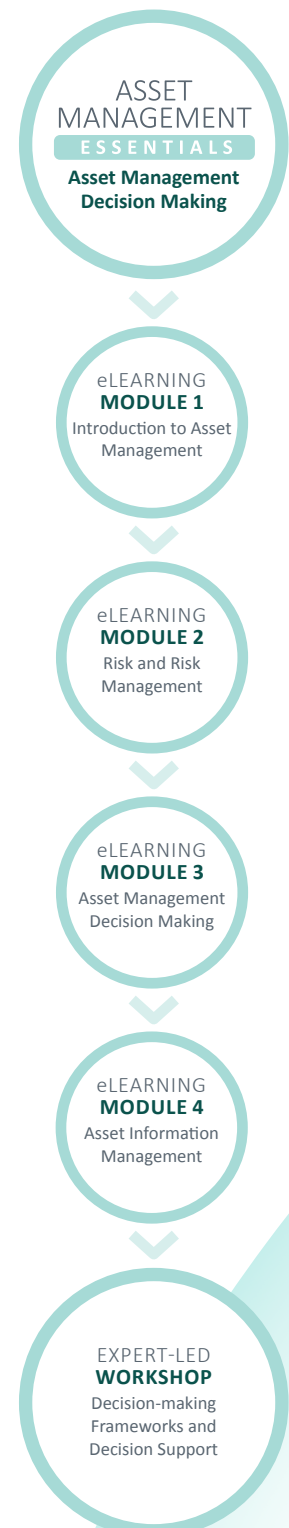 ASSET
MANAGEMENT
ESSENTIALS
Asset Management
Decision Making
eLEARNING
MODULE 1
Introduction to Asset
Management
eLEARNING
MODULE 2
Risk and Risk
Management
eLEARNING
MODULE 3
Asset Management
Decision Making
eLEARNING
MODULE 4
Asset Information
Management
EXPERT-LED
WORKSHOP
Decision-making
Frameworks and
Decision Support